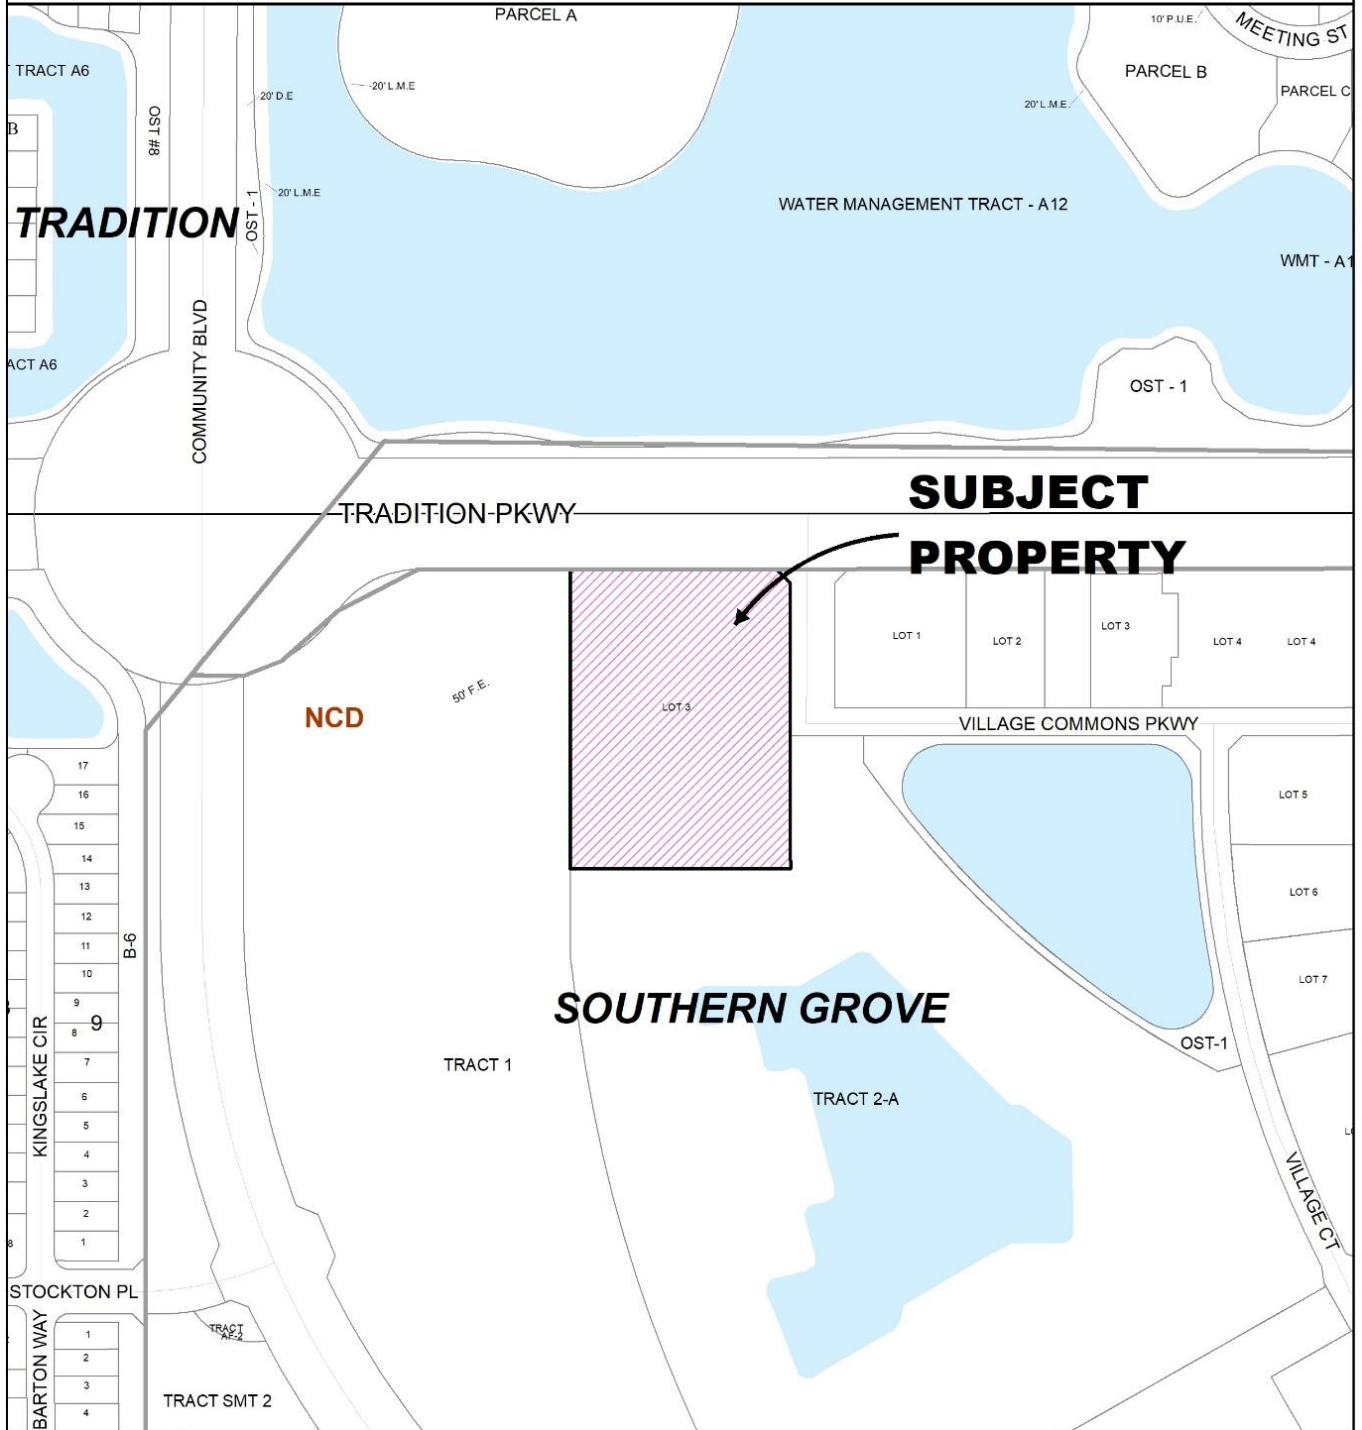 PARCEL A
10' P.U.E.
MEETING ST
TRACT A6
PARCEL B
20' L.M.E
PARCEL C
20' D.E
20' L.M.E.
OST #8
B
20' L.M.E
WATER MANAGEMENT TRACT - A12
TRADITION
OST - 1
WMT - A1
COMMUNITY BLVD
ACT A6
OST - 1
SUBJECT
PROPERTY
TRADITION PKWY
LOT 1
LOT 2
LOT 3
LOT 4
LOT 4
50' F.E.
LOT 3
NCD
VILLAGE COMMONS PKWY
17
16
15
14
13
12
11
10
9
8
9
7
6
5
4
3
2
1
B-6
KINGSLAKE CIR
LOT 5
LOT 6
LOT 7
SOUTHERN GROVE
OST-1
TRACT 1
TRACT 2-A
VILLAGE CT
8
STOCKTON PL
BARTON WAY
1
2
3
4
TRACT
AF-2
TRACT SMT 2